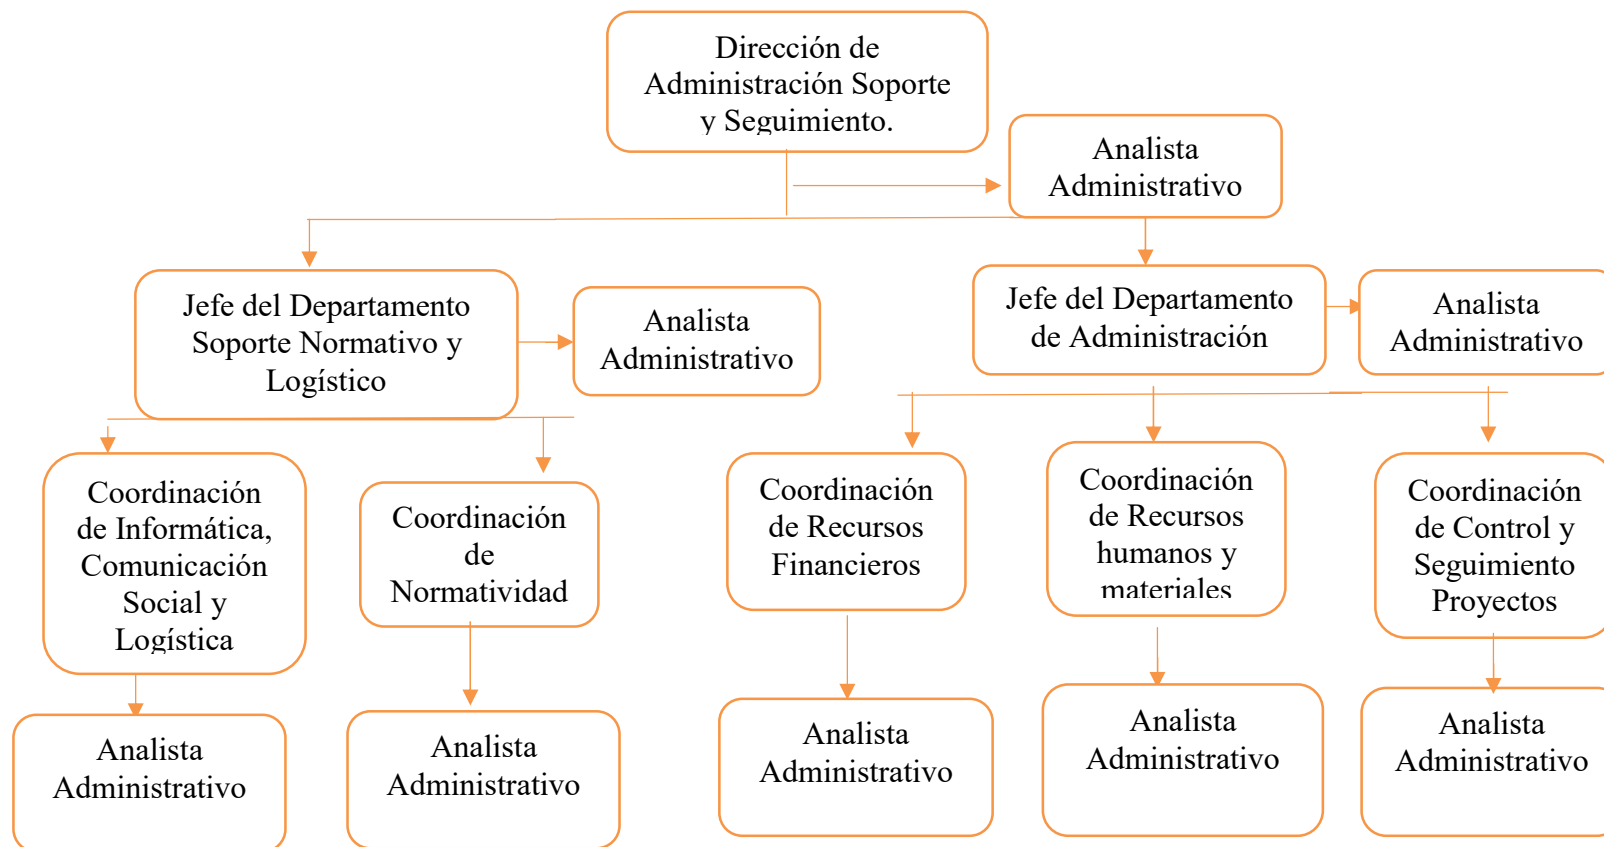 Dirección de
Administración Soporte
y Seguimiento.
Analista
Administrativo
Jefe del Departamento
Soporte Normativo y
Logístico
Analista
Administrativo
Jefe del Departamento
de Administración
Analista
Administrativo
Coordinación
de Informática,
Comunicación
Social y
Logística
Coordinación
de
Normatividad
Coordinación
de Recursos
Financieros
Coordinación
de Recursos
humanos y
materiales
Coordinación
de Control y
Seguimiento
Proyectos
Analista
Administrativo
Analista
Administrativo
Analista
Administrativo
Analista
Administrativo
Analista
Administrativo